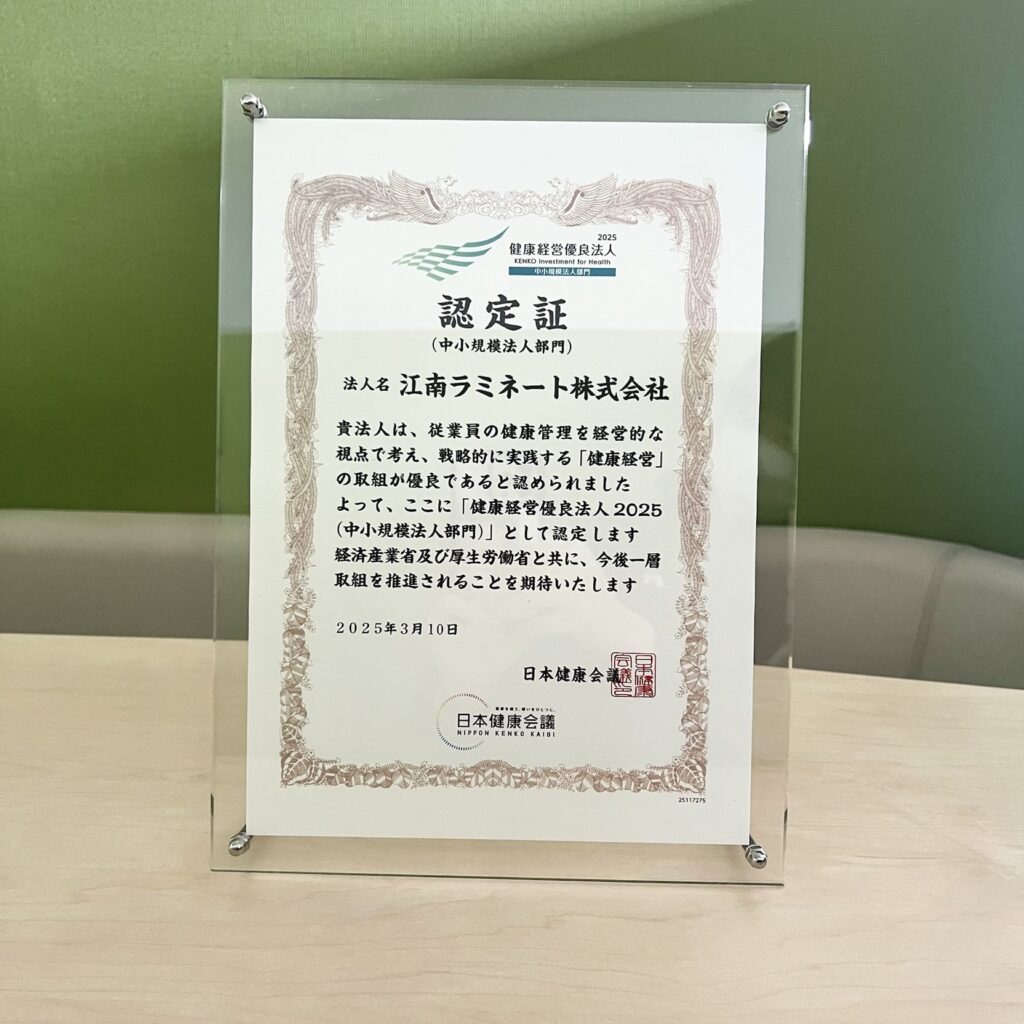 2025
健康経営優良法人
KENKO Investment for Health
中小規模法人部門
認定証
(中小規模法人部門)
法人名 江南ラミネート株式会社
貴法人は、従業員の健康管理を経営的な
視点で考え、戦略的に実践する「健康経営」
の取組が優良であると認められました
よって、ここに「健康経営優良法人2025
(中小規模法人部門)」として認定します
経済産業省及び厚生労働省と共に、今後一層
取組を推進されることを期待いたします
2025年3月10日
日本健康会議
日本健康会議
NIPPON KENKO KAIGI
25117275